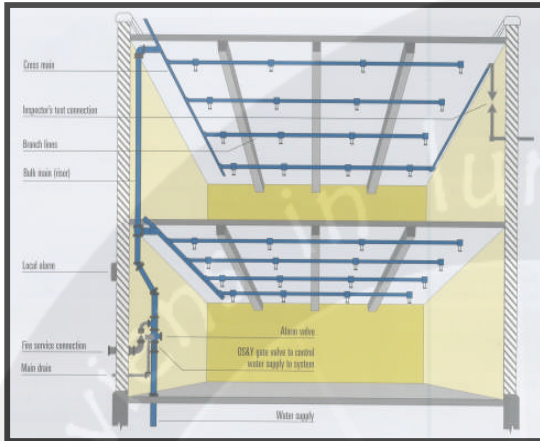 Cross main
Inspector's test connection
Branch lines
Bulk main (riser)
Local alarm
Alarm valve
Fire service connection
OS&Y gate valve to control
water supply to system
Main drain
Water supply